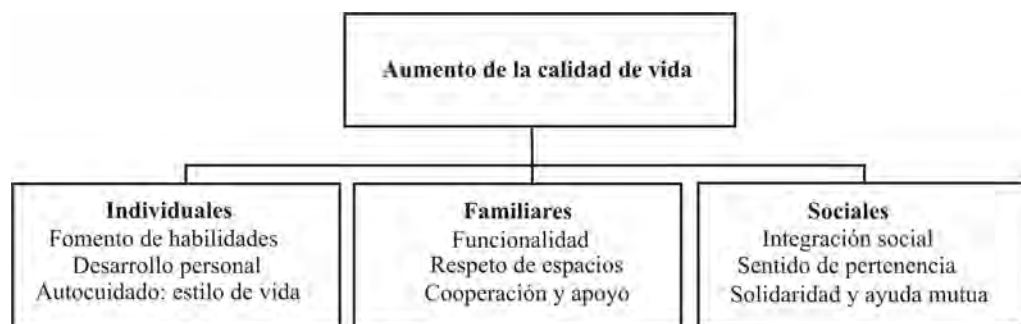 Aumento de la calidad de vida
Individuales
Fomento de habilidades
Desarrollo personal
Autocuidado: estilo de vida
Familiares
Funcionalidad
Respeto de espacios
Cooperación y apoyo
Sociales
Integración social
Sentido de pertenencia
Solidaridad y ayuda mutua